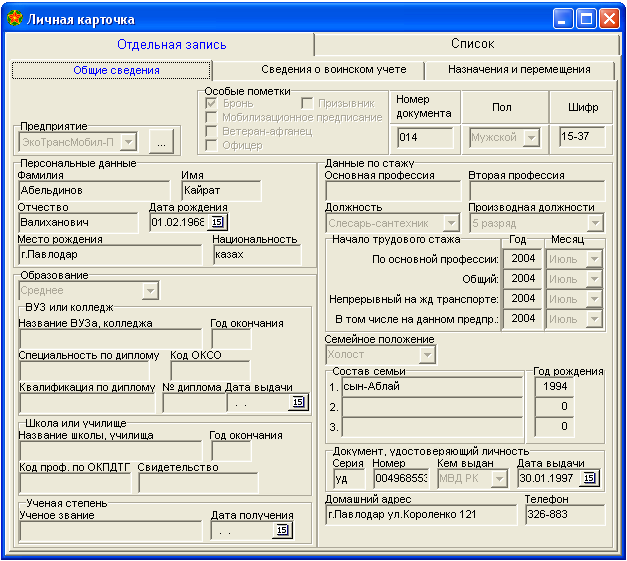 Личная карточка
Отдельная запись Список
Общие сведения Сведения о воинском учете Назначения и перемещения
Особые пометки
Бронь Призывник
Мобилизационное предписание
Ветеран-афганец
Офицер
Номер документа
014
Пол
Мужской
Шифр
15-37
Предприятие
ЭкоТрансМобил-П ...
Персональные данные
Фамилия Имя
Абельдинов Кайрат
Отчество Дата рождения
Валиханович 01.02.1968 15
Место рождения Национальность
г.Павлодар казах
Образование
Среднее
ВУЗ или колледж
Название ВУЗа, колледжа Год окончания
Специальность по диплому Код ОКСО
Квалификация по диплому № диплома Дата выдачи
. . 15
Школа или училище
Название школы, училища Год окончания
Код проф. по ОКПДТГ Свидетельство
Ученая степень
Ученое звание Дата получения
. . 15
Данные по стажу
Основная профессия Вторая профессия
Должность Производная должности
Слесарь-сантехник 5 разряд
Начало трудового стажа Год Месяц
По основной профессии: 2004 Июль
Общий: 2004 Июль
Непрерывный на жд транспорте: 2004 Июль
В том числе на данном предпр.: 2004 Июль
Семейное положение
Холост
Состав семьи Год рождения
1. сын-Аблай 1994
2. 0
3. 0
Документ, удостоверяющий личность
Серия Номер Кем выдан Дата выдачи
уд 004968553 МВД РК 30.01.1997 15
Домашний адрес Телефон
г.Павлодар ул.Короленко 121 326-883